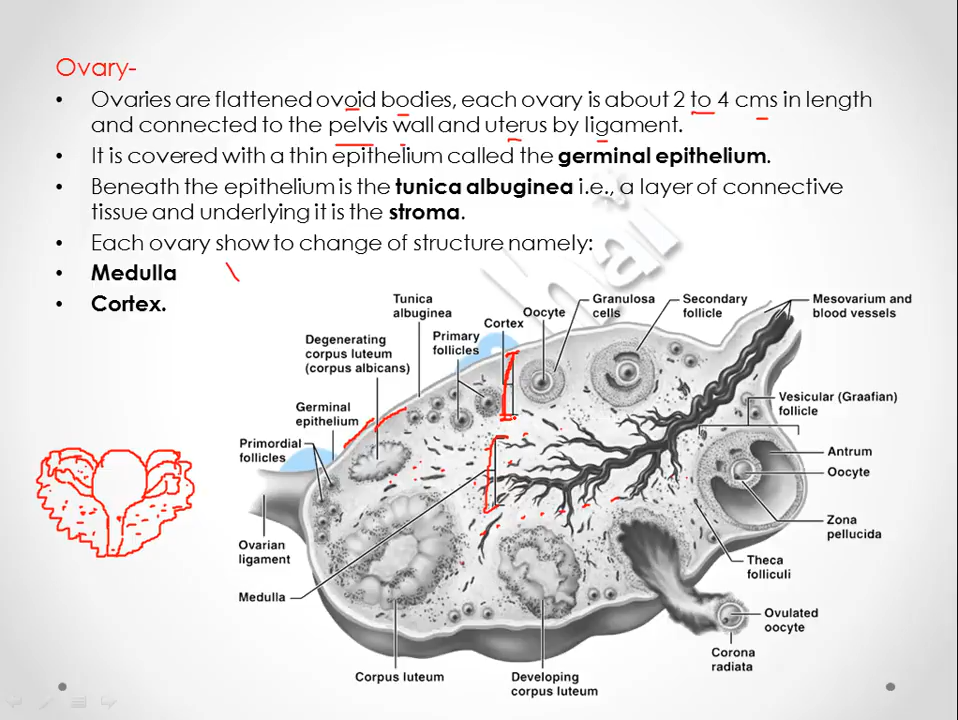 Ovary-
• Ovaries are flattened ovoid bodies, each ovary is about 2 to 4 cms in length
and connected to the pelvis wall and uterus by ligament.
• It is covered with a thin epithelium called the germinal epithelium.
• Beneath the epithelium is the tunica albuginea i.e., a layer of connective
tissue and underlying it is the stroma.
• Each ovary show to change of structure namely:
• Medulla
• Cortex.
Tunica
albuginea
Degenerating
corpus luteum
(corpus albicans)
Primary
follicles
Cortex
Oocyte
Granulosa
cells
Secondary
follicle
Mesovarium and
blood vessels
Germinal
epithelium
Primordial
follicles
Vesicular (Graafian)
follicle
Antrum
Oocyte
Zona
pellucida
Theca
folliculi
Ovulated
oocyte
Corona
radiata
Ovarian
ligament
Medulla
Corpus luteum
Developing
corpus luteum